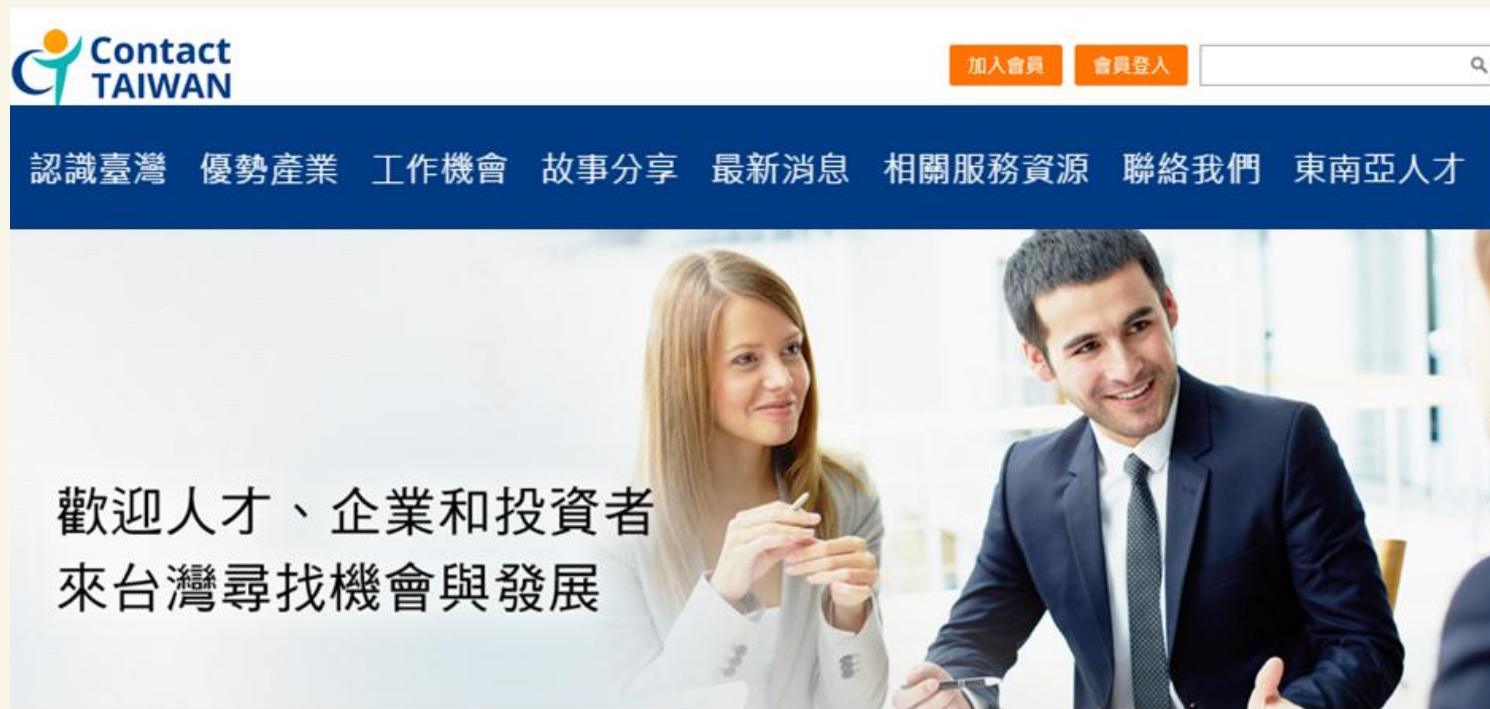 Contact
TAIWAN
加入會員 會員登入
認識臺灣 優勢產業 工作機會 故事分享 最新消息 相關服務資源 聯絡我們 東南亞人才
歡迎人才、企業和投資者
來台灣尋找機會與發展